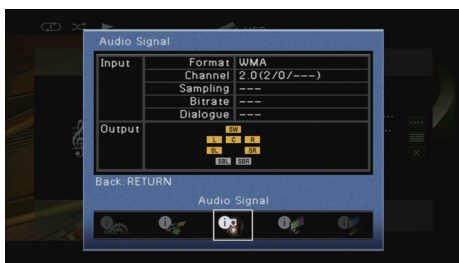 Audio Signal
Input Format WMA
Channel 2.0(2/0/---)
Sampling ---
Bitrate ---
Dialogue ---
Output SW
L C R
SL SR
SBL SBR
Back:RETURN
Audio Signal